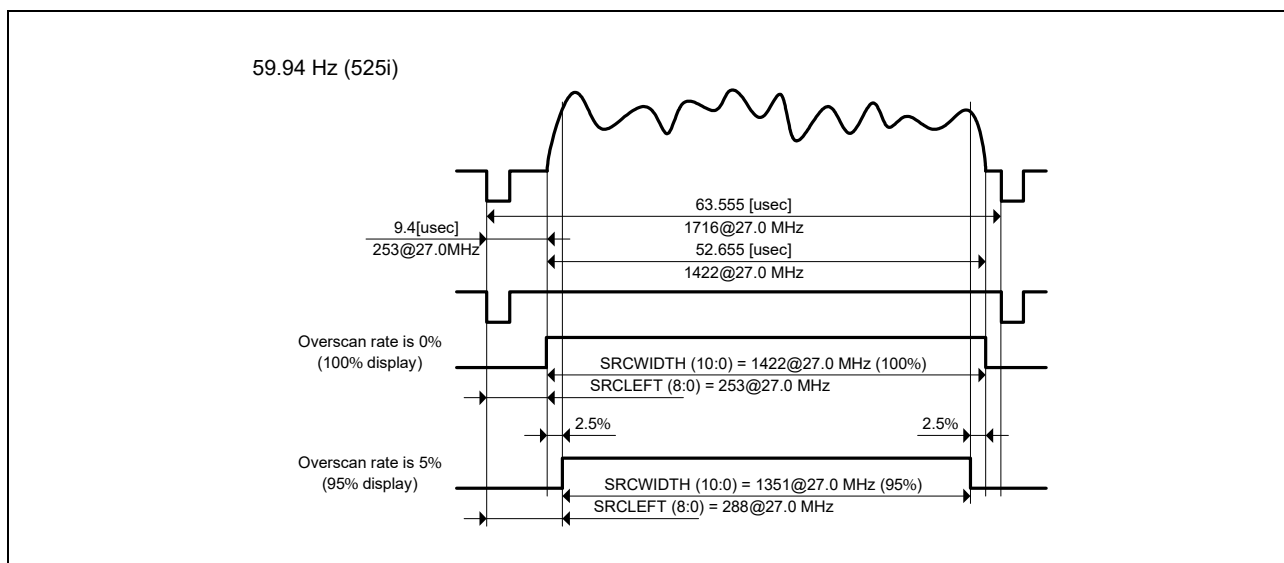 59.94 Hz (525i)
63.555 [usec]
9.4[usec]
1716@27.0 MHz
253@27.0MHz
52.655 [usec]
1422@27.0 MHz
Overscan rate is 0%
(100% display)
SRCWIDTH (10:0) = 1422@27.0 MHz (100%)
SRCLEFT (8:0) = 253@27.0 MHz
2.5%
2.5%
Overscan rate is 5%
(95% display)
SRCWIDTH (10:0) = 1351@27.0 MHz (95%)
SRCLEFT (8:0) = 288@27.0 MHz